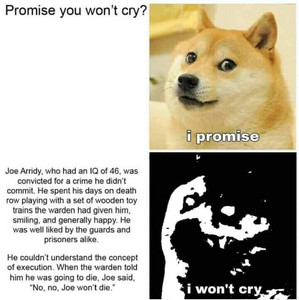 Promise you won't cry?
i promise
Joe Arridy, who had an IQ of 46, was
convicted for a crime he didn't
commit. He spent his days on death
row playing with a set of wooden toy
trains the warden had given him,
smiling, and generally happy. He
was well liked by the guards and
prisoners alike.
He couldn't understand the concept
of execution. When the warden told
him he was going to die, Joe said,
"No, no, Joe won't die."
i won't cry